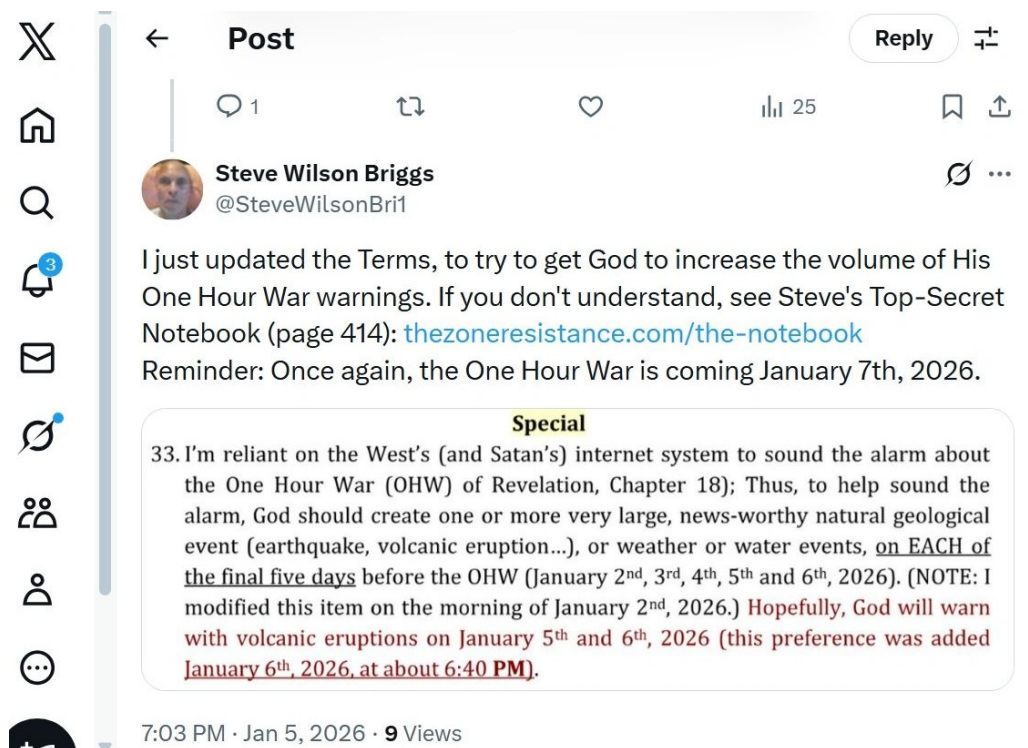 Post
Reply
1
25
Steve Wilson Briggs
@SteveWilsonBri1
3
I just updated the Terms, to try to get God to increase the volume of His
One Hour War warnings. If you don't understand, see Steve's Top-Secret
Notebook (page 414): thezoneresistance.com/the-notebook
Reminder: Once again, the One Hour War is coming January 7th, 2026.
Special
33. I’m reliant on the West’s (and Satan’s) internet system to sound the alarm about
the One Hour War (OHW) of Revelation, Chapter 18); Thus, to help sound the
alarm, God should create one or more very large, news-worthy natural geological
event (earthquake, volcanic eruption...), or weather or water events, on EACH of
the final five days before the OHW (January 2nd, 3rd, 4th, 5th and 6th, 2026). (NOTE: I
modified this item on the morning of January 2nd, 2026.) Hopefully, God will warn
with volcanic eruptions on January 5th and 6th, 2026 (this preference was added
January 6th, 2026, at about 6:40 PM).
7:03 PM · Jan 5, 2026 · 9 Views